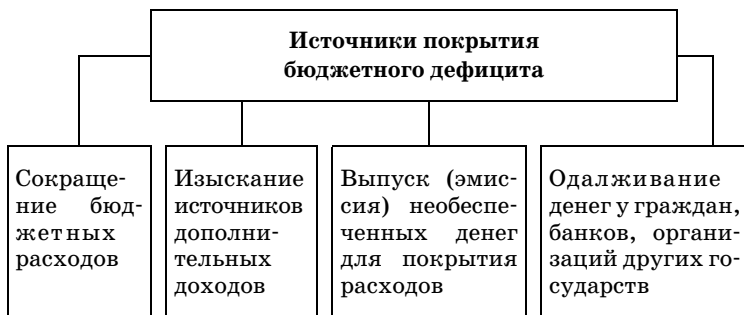 Источники покрытия
бюджетного дефицита
Сокраще-
ние бюд-
жетных
расходов
Изыскание
источников
дополни-
тельных
доходов
Выпуск (эмис-
сия) необеспе-
ченных денег
для покрытия
расходов
Одалживание
денег у граждан,
банков, органи-
заций других го-
сударств